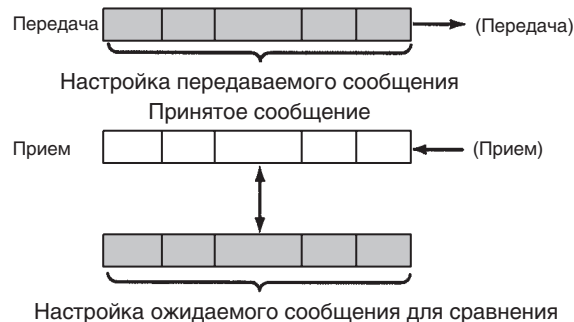 Передача (Передача)
Настройка передаваемого сообщения
Принятое сообщение
Прием (Прием)
Настройка ожидаемого сообщения для сравнения